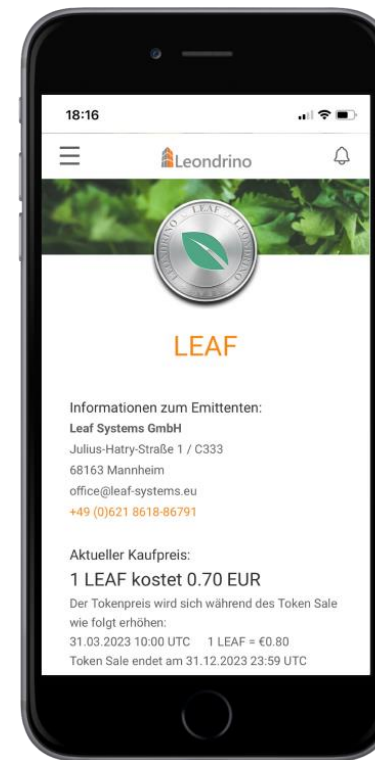 18:16
Leondrino
LEAF
LEONDRINO
LEONDRINO
LEAF
Informationen zum Emittenten:
Leaf Systems GmbH
Julius-Hatry-Straße 1 / C333
68163 Mannheim
office@leaf-systems.eu
+49 (0)621 8618-86791
Aktueller Kaufpreis:
1 LEAF kostet 0.70 EUR
Der Tokenpreis wird sich während des Token Sale
wie folgt erhöhen:
31.03.2023 10:00 UTC 1 LEAF = €0.80
Token Sale endet am 31.12.2023 23:59 UTC